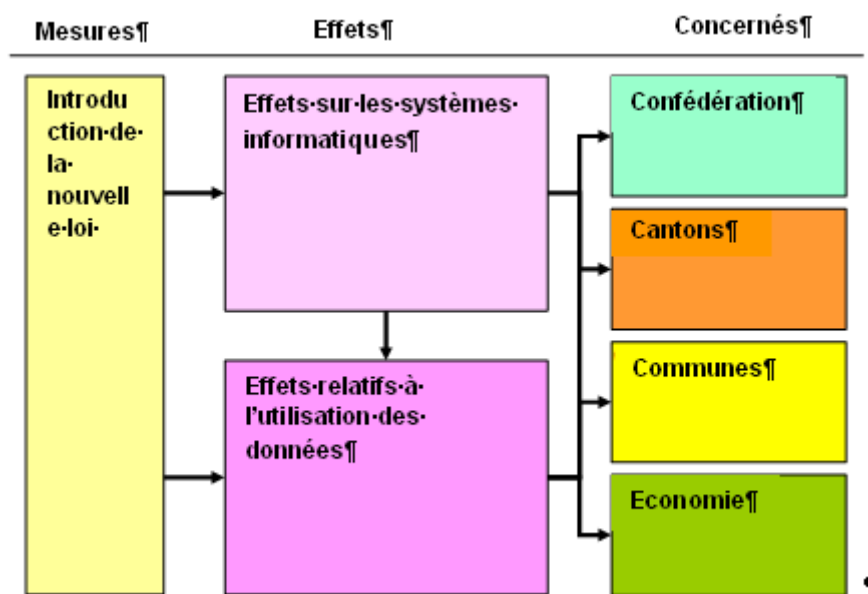 Mesures¶
Effets¶
Concernés¶
Introdu
ction·de·
la·
nouvell
e·loi·
Effets·sur·les·systèmes·
informatiques¶
Effets·relatifs·à·
l'utilisation·des·
données¶
Confédération¶
Cantons¶
Communes¶
Economie¶